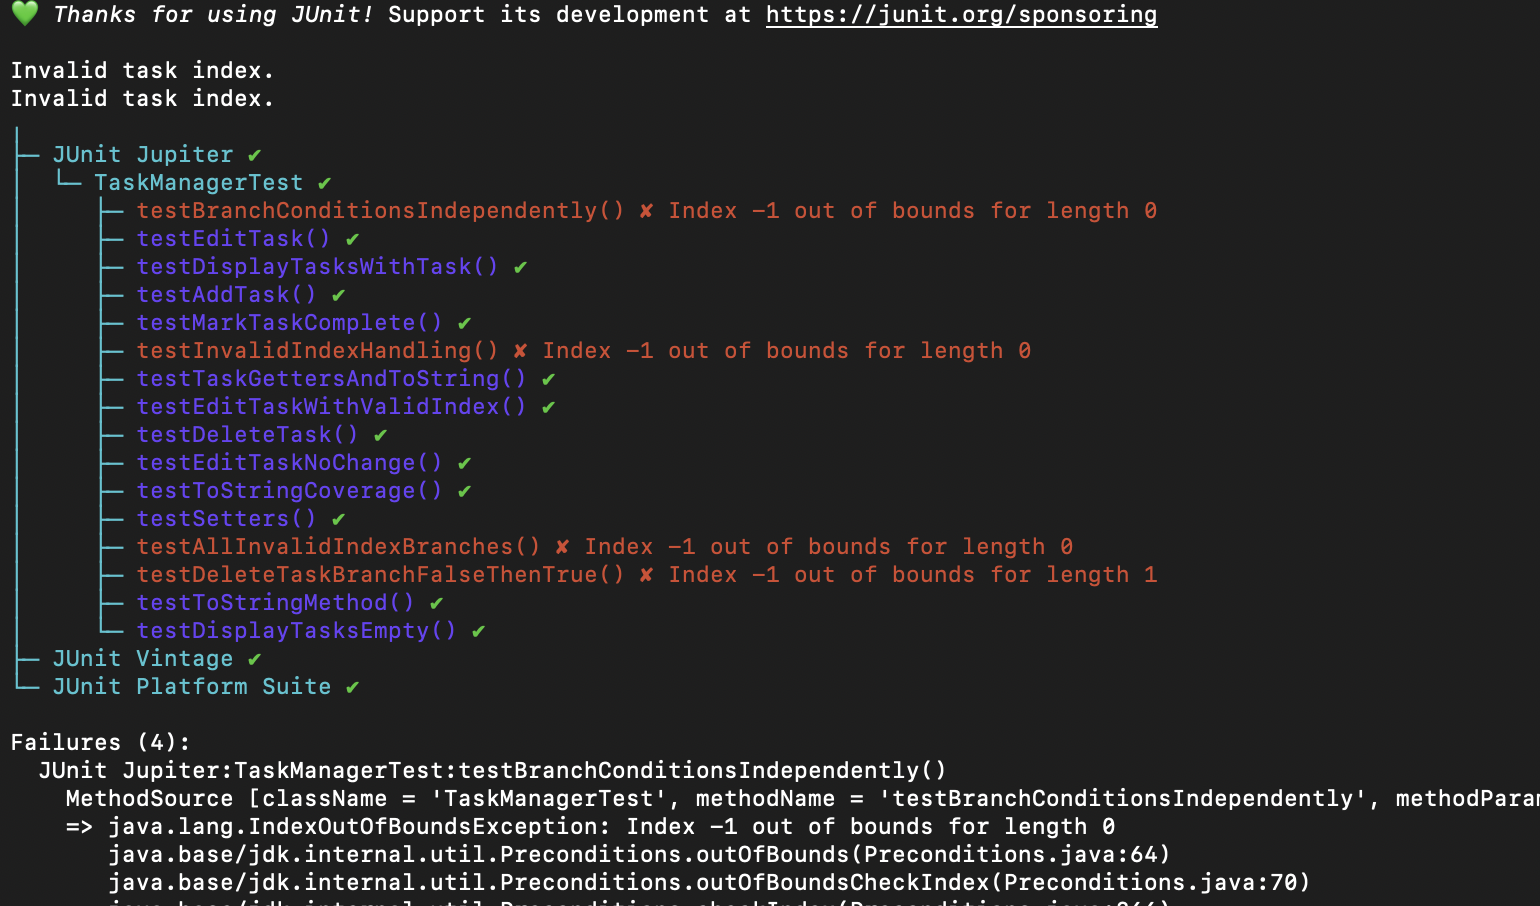 💚 Thanks for using JUnit! Support its development at https://junit.org/sponsoring
Invalid task index.
Invalid task index.
├─ JUnit Jupiter ✔
│  └─ TaskManagerTest ✔
│     ├─ testBranchConditionsIndependently() ✘ Index -1 out of bounds for length 0
│     ├─ testEditTask() ✔
│     ├─ testDisplayTasksWithTask() ✔
│     ├─ testAddTask() ✔
│     ├─ testMarkTaskComplete() ✔
│     ├─ testInvalidIndexHandling() ✘ Index -1 out of bounds for length 0
│     ├─ testTaskGettersAndToString() ✔
│     ├─ testEditTaskWithValidIndex() ✔
│     ├─ testDeleteTask() ✔
│     ├─ testEditTaskNoChange() ✔
│     ├─ testToStringCoverage() ✔
│     ├─ testSetters() ✔
│     ├─ testAllInvalidIndexBranches() ✘ Index -1 out of bounds for length 0
│     ├─ testDeleteTaskBranchFalseThenTrue() ✘ Index -1 out of bounds for length 1
│     ├─ testToStringMethod() ✔
│     └─ testDisplayTasksEmpty() ✔
├─ JUnit Vintage ✔
└─ JUnit Platform Suite ✔
Failures (4):
JUnit Jupiter:TaskManagerTest:testBranchConditionsIndependently()
MethodSource [className = 'TaskManagerTest', methodName = 'testBranchConditionsIndependently', methodParam
=> java.lang.IndexOutOfBoundsException: Index -1 out of bounds for length 0
java.base/jdk.internal.util.Preconditions.outOfBounds(Preconditions.java:64)
java.base/jdk.internal.util.Preconditions.outOfBoundsCheckIndex(Preconditions.java:70)